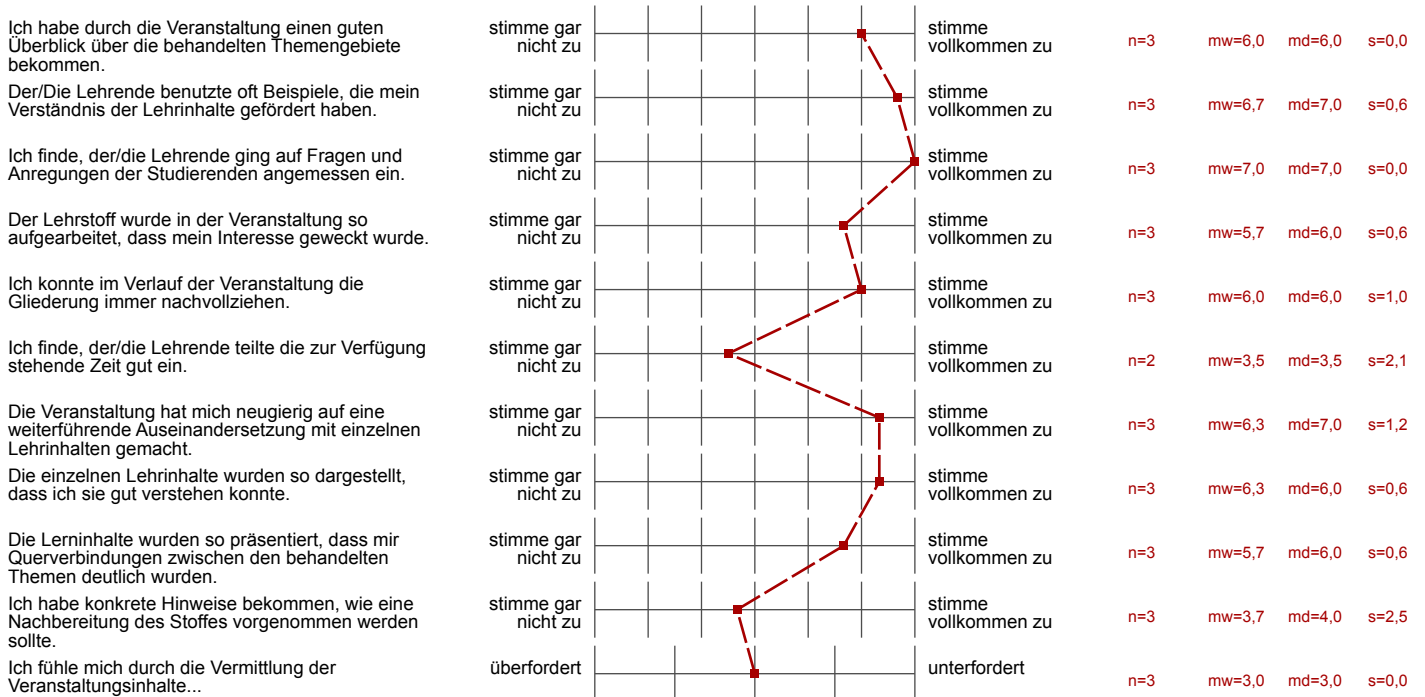 Ich habe durch die Veranstaltung einen guten
Überblick über die behandelten Themengebiete
bekommen.
stimme gar
nicht zu
stimme
vollkommen zu
n=3 mw=6,0 md=6,0 s=0,0
Der/Die Lehrende benutzte oft Beispiele, die mein
Verständnis der Lehrinhalte gefördert haben.
stimme gar
nicht zu
stimme
vollkommen zu
n=3 mw=6,7 md=7,0 s=0,6
Ich finde, der/die Lehrende ging auf Fragen und
Anregungen der Studierenden angemessen ein.
stimme gar
nicht zu
stimme
vollkommen zu
n=3 mw=7,0 md=7,0 s=0,0
Der Lehrstoff wurde in der Veranstaltung so
aufgearbeitet, dass mein Interesse geweckt wurde.
stimme gar
nicht zu
stimme
vollkommen zu
n=3 mw=5,7 md=6,0 s=0,6
Ich konnte im Verlauf der Veranstaltung die
Gliederung immer nachvollziehen.
stimme gar
nicht zu
stimme
vollkommen zu
n=3 mw=6,0 md=6,0 s=1,0
Ich finde, der/die Lehrende teilte die zur Verfügung
stehende Zeit gut ein.
stimme gar
nicht zu
stimme
vollkommen zu
n=2 mw=3,5 md=3,5 s=2,1
Die Veranstaltung hat mich neugierig auf eine
weiterführende Auseinandersetzung mit einzelnen
Lehrinhalten gemacht.
stimme gar
nicht zu
stimme
vollkommen zu
n=3 mw=6,3 md=7,0 s=1,2
Die einzelnen Lehrinhalte wurden so dargestellt,
dass ich sie gut verstehen konnte.
stimme gar
nicht zu
stimme
vollkommen zu
n=3 mw=6,3 md=6,0 s=0,6
Die Lerninhalte wurden so präsentiert, dass mir
Querverbindungen zwischen den behandelten
Themen deutlich wurden.
stimme gar
nicht zu
stimme
vollkommen zu
n=3 mw=5,7 md=6,0 s=0,6
Ich habe konkrete Hinweise bekommen, wie eine
Nachbereitung des Stoffes vorgenommen werden
sollte.
stimme gar
nicht zu
stimme
vollkommen zu
n=3 mw=3,7 md=4,0 s=2,5
Ich fühle mich durch die Vermittlung der
Veranstaltungsinhalte...
überfordert
unterfordert
n=3 mw=3,0 md=3,0 s=0,0